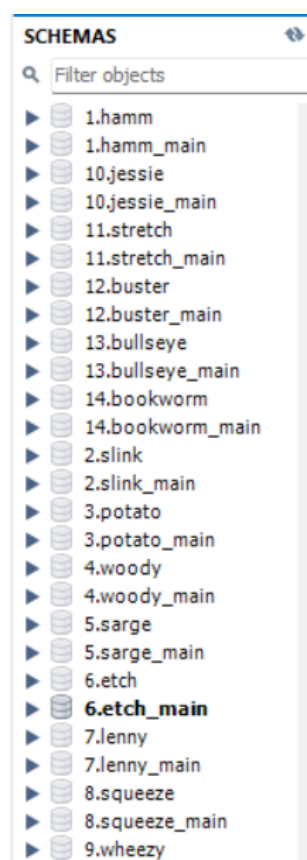 SCHEMAS
Filter objects
1.hamm
1.hamm_main
10.jessie
10.jessie_main
11.stretch
11.stretch_main
12.buster
12.buster_main
13.bullseye
13.bullseye_main
14.bookworm
14.bookworm_main
2.slink
2.slink_main
3.potato
3.potato_main
4.woody
4.woody_main
5.sarge
5.sarge_main
6.etch
6.etch_main
7.lenny
7.lenny_main
8.squeeze
8.squeeze_main
9.wheezy